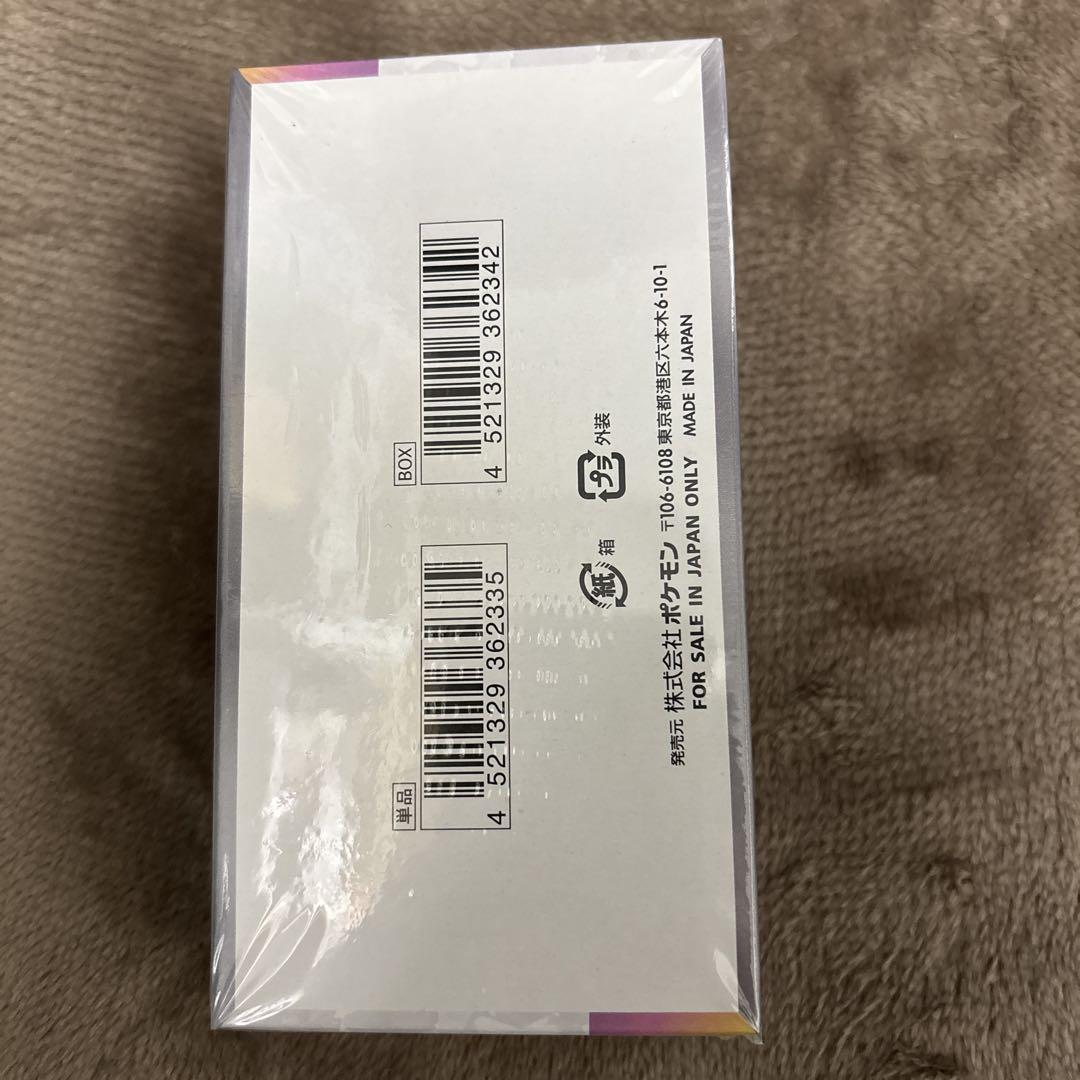 単品
4 521329 362335
BOX
4 521329 362342
紙 箱
プラ 外装
発売元 株式会社 ポケモン 〒106-6108 東京都港区六本木6-10-1
FOR SALE IN JAPAN ONLY MADE IN JAPAN